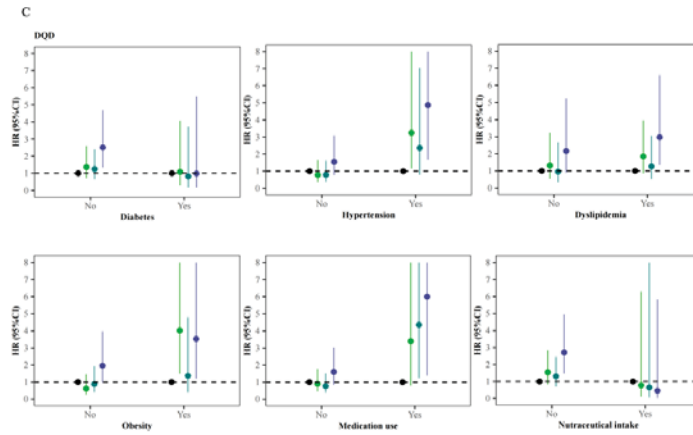 C
DQD
HR (95%CI)
8
7
6
5
4
3
2
1
0
No
Yes
Diabetes
HR (95%CI)
8
7
6
5
4
3
2
1
0
No
Yes
Hypertension
HR (95%CI)
8
7
6
5
4
3
2
1
0
No
Yes
Dyslipidemia
HR (95%CI)
8
7
6
5
4
3
2
1
0
No
Yes
Obesity
HR (95%CI)
8
7
6
5
4
3
2
1
0
No
Yes
Medication use
HR (95%CI)
8
7
6
5
4
3
2
1
0
No
Yes
Nutraceutical intake